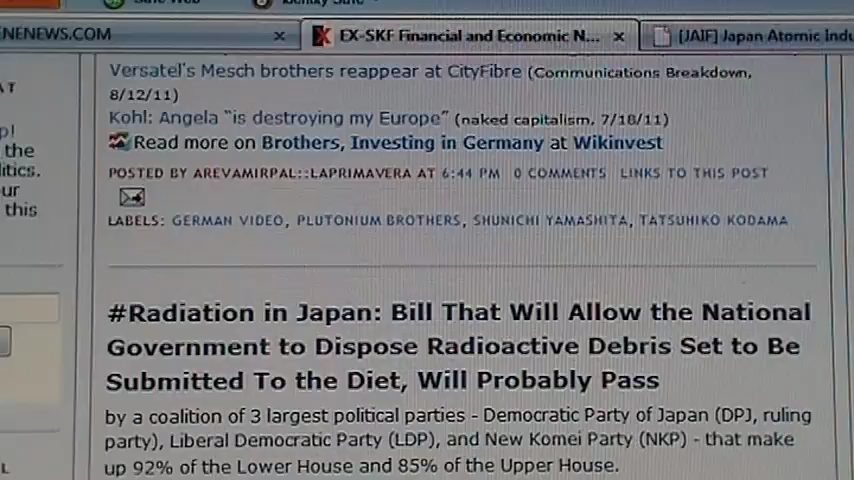 NENEWS.COM × EX-SKF Financial and Economic N... × [JAIF] Japan Atomic Indu
Versatel's Mesch brothers reappear at CityFibre (Communications Breakdown,
8/12/11)
Kohl: Angela “is destroying my Europe” (naked capitalism, 7/18/11)
Read more on Brothers, Investing in Germany at Wikinvest
POSTED BY AREVAMIRPAL::LAPRIMAVERA AT 6:44 PM 0 COMMENTS LINKS TO THIS POST
LABELS: GERMAN VIDEO, PLUTONIUM BROTHERS, SHUNICHI YAMASHITA, TATSUHIKO KODAMA
#Radiation in Japan: Bill That Will Allow the National
Government to Dispose Radioactive Debris Set to Be
Submitted To the Diet, Will Probably Pass
by a coalition of 3 largest political parties - Democratic Party of Japan (DPJ, ruling
party), Liberal Democratic Party (LDP), and New Komei Party (NKP) - that make
up 92% of the Lower House and 85% of the Upper House.
the
litics.
ur
this